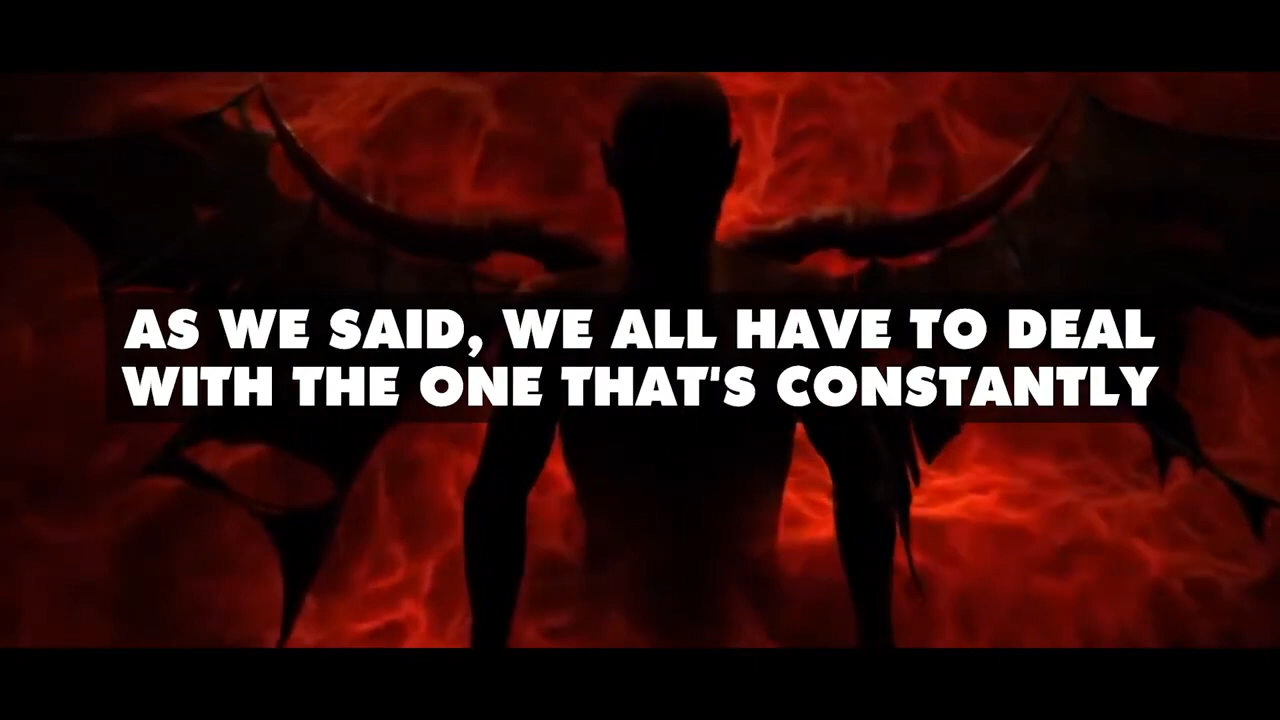 AS WE SAID, WE ALL HAVE TO DEAL
WITH THE ONE THAT'S CONSTANTLY